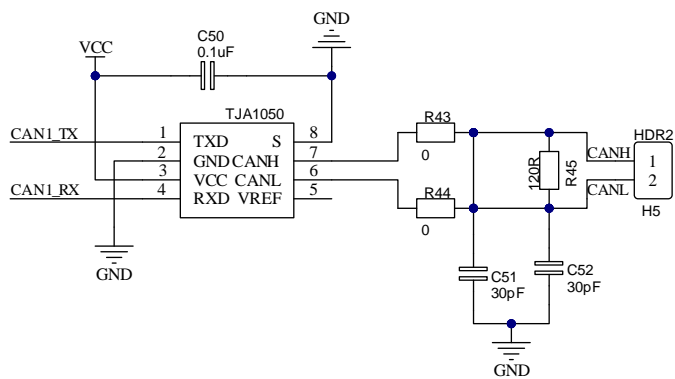 GND
C50
0.1uF
VCC
TJA1050
CAN1_TX 1 TXD S 8
2 GND CANH 7
3 VCC CANL 6
CAN1_RX 4 RXD VREF 5
GND
R43
0
R44
0
120R
R45
HDR2
CANH 1
CANL 2
H5
C51
30pF
C52
30pF
GND